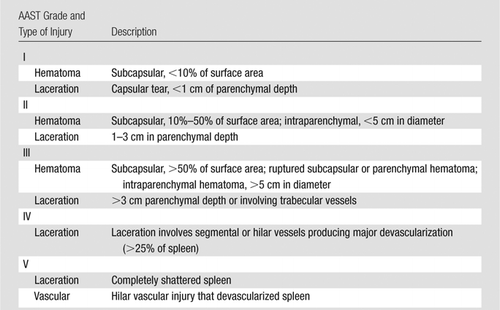 AAST Grade and
Type of Injury Description
I
Hematoma Subcapsular, <10% of surface area
Laceration Capsular tear, <1 cm of parenchymal depth
II
Hematoma Subcapsular, 10%–50% of surface area; intraparenchymal, <5 cm in diameter
Laceration 1–3 cm in parenchymal depth
III
Hematoma Subcapsular, >50% of surface area; ruptured subcapsular or parenchymal hematoma;
intraparenchymal hematoma, >5 cm in diameter
Laceration >3 cm parenchymal depth or involving trabecular vessels
IV
Laceration Laceration involves segmental or hilar vessels producing major devascularization
(>25% of spleen)
V
Laceration Completely shattered spleen
Vascular Hilar vascular injury that devascularized spleen